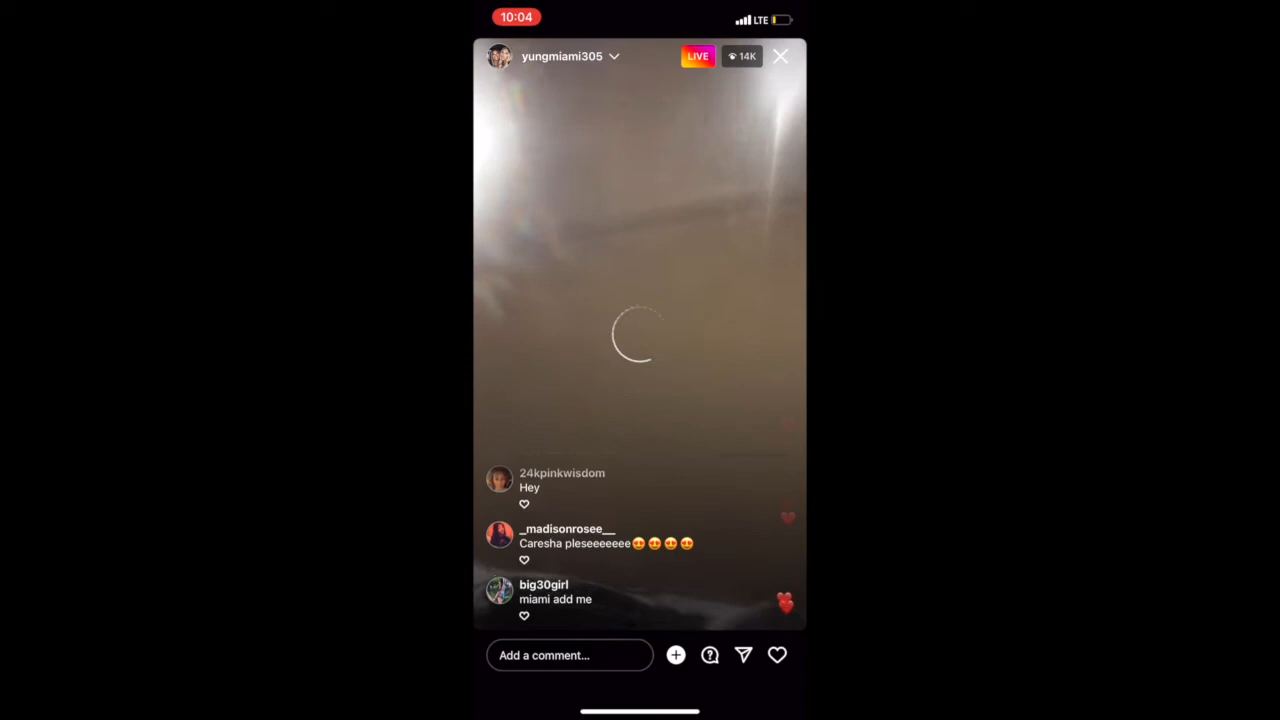 10:04
LTE
yungmiami305
LIVE
14K
24kpinkwisdom
Hey
_madisonrosee__
Caresha pleseeeeeee😍😍😍😍
big30girl
miami add me
Add a comment...